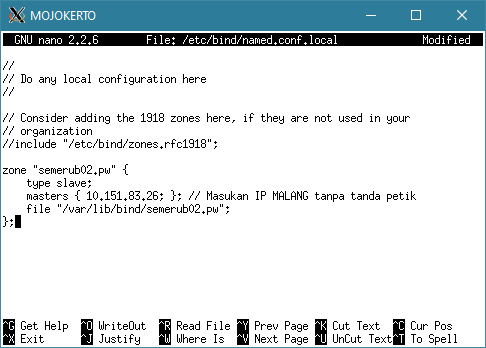 MOJOKERTO
GNU nano 2.2.6 File: /etc/bind/named.conf.local Modified
//
// Do any local configuration here
//
// Consider adding the 1918 zones here, if they are not used in your
// organization
//include "/etc/bind/zones.rfc1918";
zone "semerub02.pw" {
    type slave;
    masters { 10.151.83.26; }; // Masukan IP MALANG tanpa tanda petik
    file "/var/lib/bind/semerub02.pw";
};
^G Get Help ^O WriteOut ^R Read File ^Y Prev Page ^K Cut Text ^C Cur Pos
^X Exit ^J Justify ^W Where Is ^V Next Page ^U UnCut Text^T To Spell